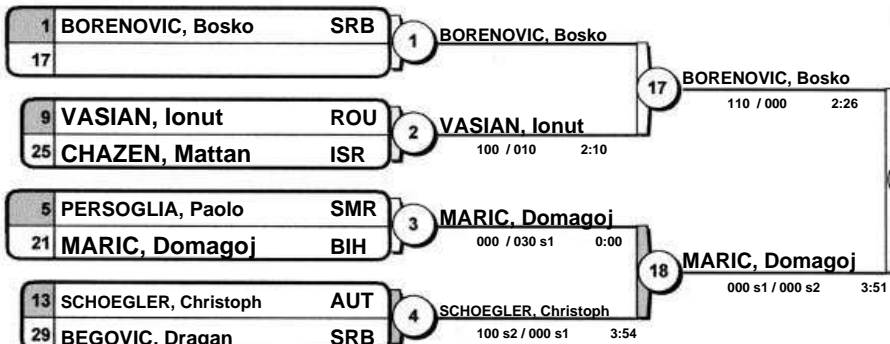 1 BORENOVIC, Bosko SRB
17
1
BORENOVIC, Bosko
9 VASIAN, Ionut ROU
25 CHAZEN, Mattan ISR
2
VASIAN, Ionut
100 / 010 2:10
17
BORENOVIC, Bosko
110 / 000 2:26
5 PERSOGLIA, Paolo SMR
21 MARIC, Domagoj BIH
3
MARIC, Domagoj
000 / 030 s1 0:00
13 SCHOEGLER, Christoph AUT
29 BEGOVIC, Dragan SRB
4
SCHOEGLER, Christoph
100 s2 / 000 s1 3:54
18
MARIC, Domagoj
000 s1 / 000 s2 3:51